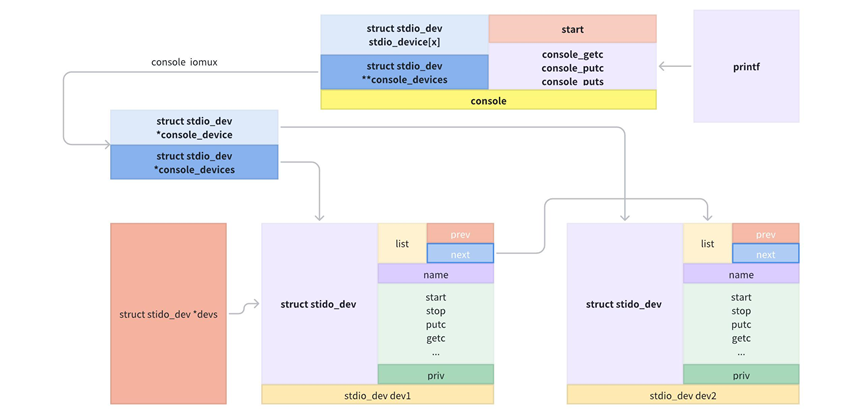 struct stdio_dev
stdio_device[x]
start
struct stdio_dev
**console_devices
console_getc
console_putc
console_puts
console
printf
console iomux
struct stdio_dev
*console_device
struct stdio_dev
*console_devices
struct stido_dev *devs
struct stido_dev
list
prev
next
name
start
stop
putc
getc
...
priv
stdio_dev dev1
struct stido_dev
list
prev
next
name
start
stop
putc
getc
...
priv
stdio_dev dev2